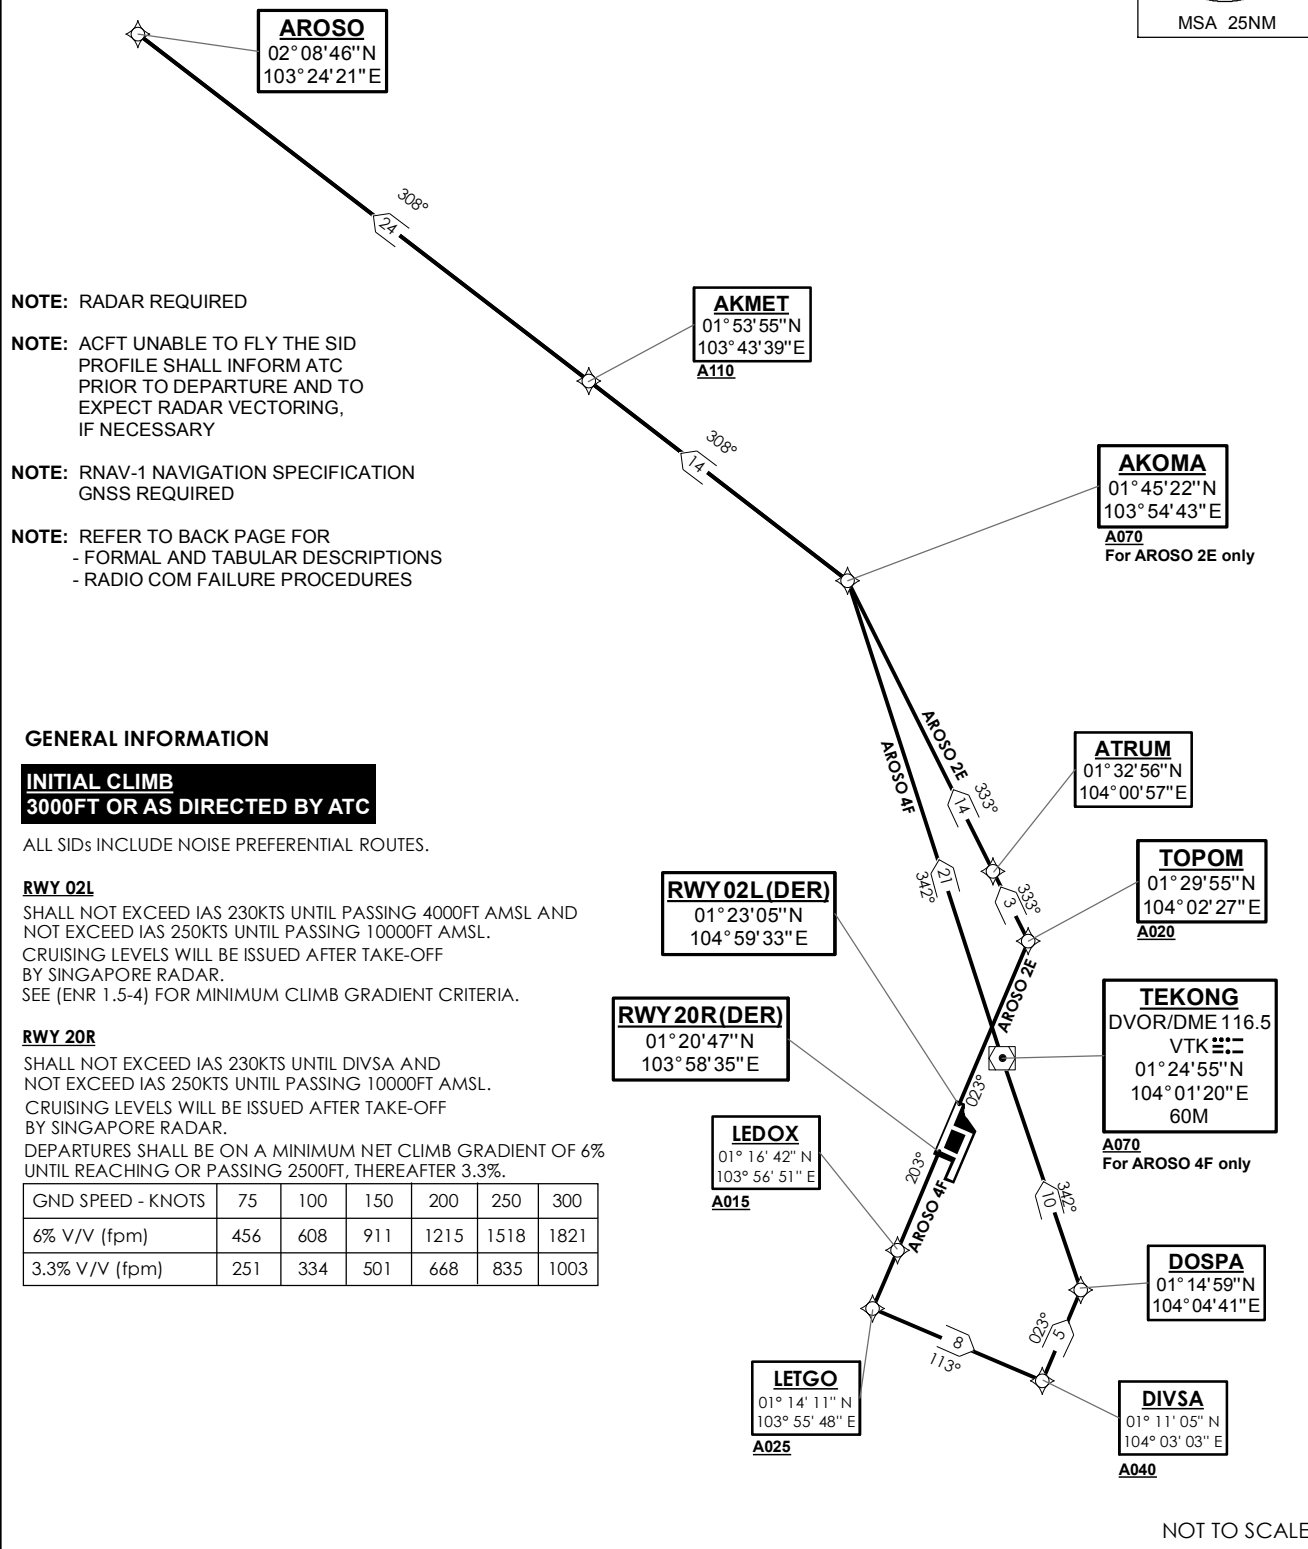 MSA 25NM
AROSO
02°08'46"N
103°24'21"E
308°
24
NOTE: RADAR REQUIRED
NOTE: ACFT UNABLE TO FLY THE SID
PROFILE SHALL INFORM ATC
PRIOR TO DEPARTURE AND TO
EXPECT RADAR VECTORING,
IF NECESSARY
NOTE: RNAV-1 NAVIGATION SPECIFICATION
GNSS REQUIRED
NOTE: REFER TO BACK PAGE FOR
- FORMAL AND TABULAR DESCRIPTIONS
- RADIO COM FAILURE PROCEDURES
AKMET
01°53'55"N
103°43'39"E
A110
308°
14
AKOMA
01°45'22"N
103°54'43"E
A070
For AROSO 2E only
AROSO 2E
AROSO 4F
333°
14
ATRUM
01°32'56"N
104°00'57"E
21
342°
333°
3
TOPOM
01°29'55"N
104°02'27"E
A020
RWY02L(DER)
01°23'05"N
104°59'33"E
AROSO 2E
RWY20R(DER)
01°20'47"N
103°58'35"E
TEKONG
DVOR/DME 116.5
VTK
01°24'55"N
104°01'20"E
60M
A070
For AROSO 4F only
023°
LEDOX
01° 16' 42" N
103° 56' 51" E
A015
203°
AROSO 4F
342°
10
DOSPA
01°14'59"N
104°04'41"E
023°
5
8
113°
LETGO
01° 14' 11" N
103° 55' 48" E
A025
DIVSA
01° 11' 05" N
104° 03' 03" E
A040
GENERAL INFORMATION
INITIAL CLIMB
3000FT OR AS DIRECTED BY ATC
ALL SIDs INCLUDE NOISE PREFERENTIAL ROUTES.
RWY 02L
SHALL NOT EXCEED IAS 230KTS UNTIL PASSING 4000FT AMSL AND
NOT EXCEED IAS 250KTS UNTIL PASSING 10000FT AMSL.
CRUISING LEVELS WILL BE ISSUED AFTER TAKE-OFF
BY SINGAPORE RADAR.
SEE (ENR 1.5-4) FOR MINIMUM CLIMB GRADIENT CRITERIA.
RWY 20R
SHALL NOT EXCEED IAS 230KTS UNTIL DIVSA AND
NOT EXCEED IAS 250KTS UNTIL PASSING 10000FT AMSL.
CRUISING LEVELS WILL BE ISSUED AFTER TAKE-OFF
BY SINGAPORE RADAR.
DEPARTURES SHALL BE ON A MINIMUM NET CLIMB GRADIENT OF 6%
UNTIL REACHING OR PASSING 2500FT, THEREAFTER 3.3%.
GND SPEED - KNOTS 75 100 150 200 250 300
6% V/V (fpm) 456 608 911 1215 1518 1821
3.3% V/V (fpm) 251 334 501 668 835 1003
NOT TO SCALE